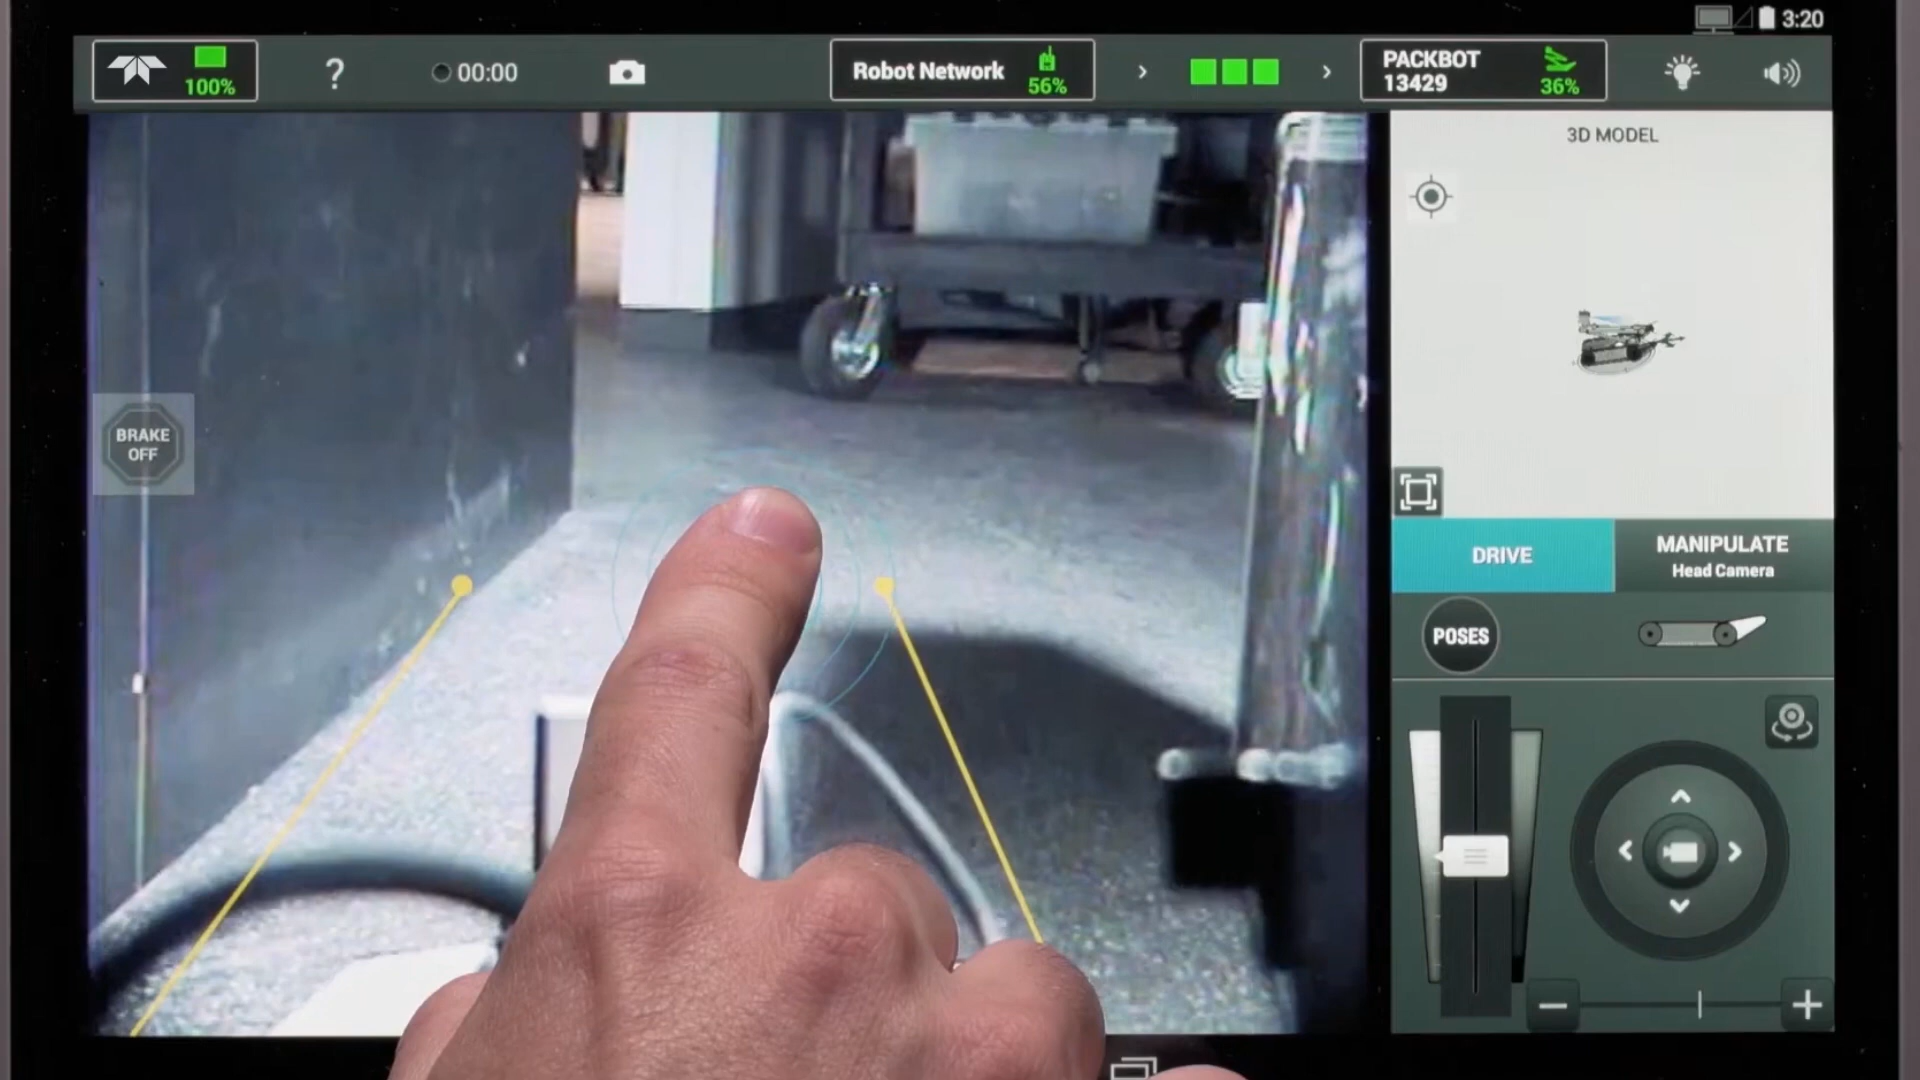 3:20
100%
?
00:00
Robot Network
56%
PACKBOT
13429
36%
3D MODEL
BRAKE
OFF
DRIVE
MANIPULATE
Head Camera
POSES